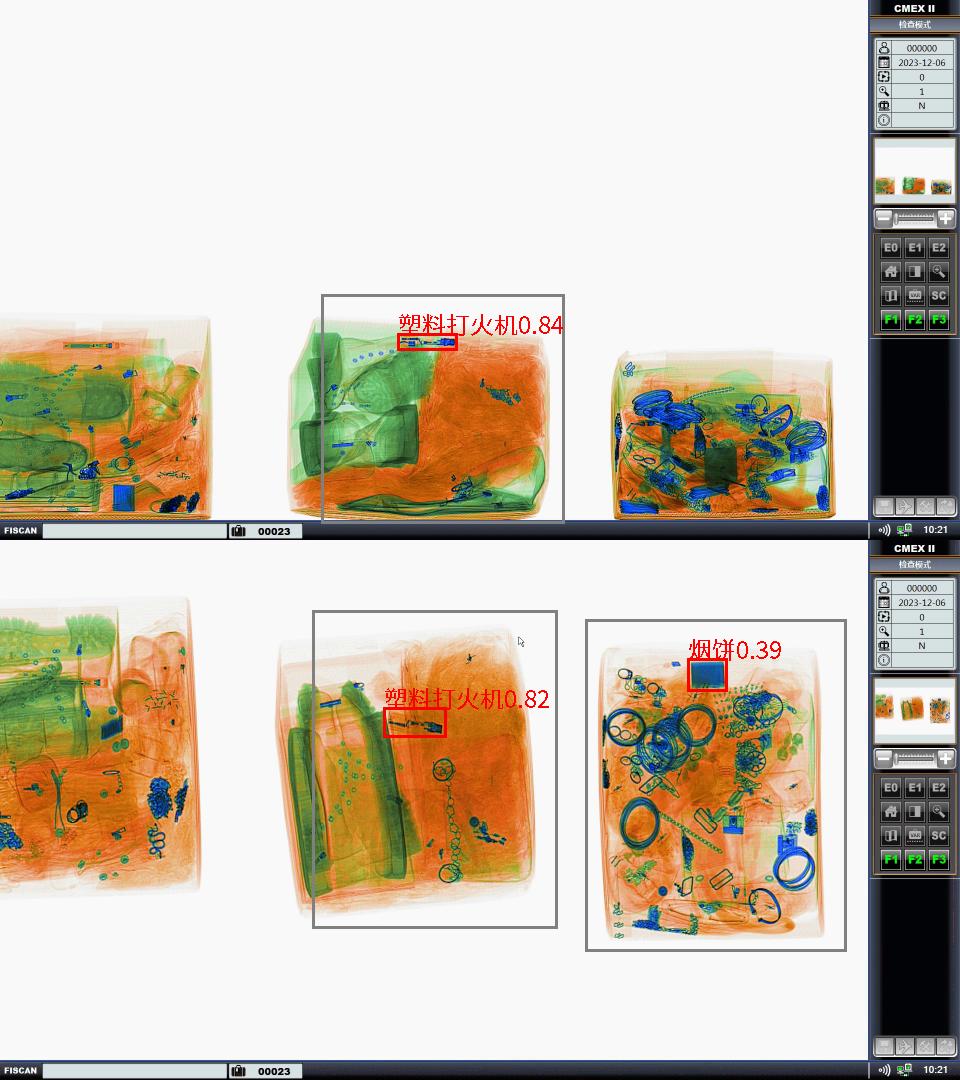 CMEX II
检查模式
000000
2023-12-06
0
1
N
塑料打火机0.84
E0 E1 E2
VAR SC
F1 F2 F3
FISCAN 00023 10:21
CMEX II
检查模式
000000
2023-12-06
0
1
N
烟饼0.39
塑料打火机0.82
E0 E1 E2
VAR SC
F1 F2 F3
FISCAN 00023 10:21